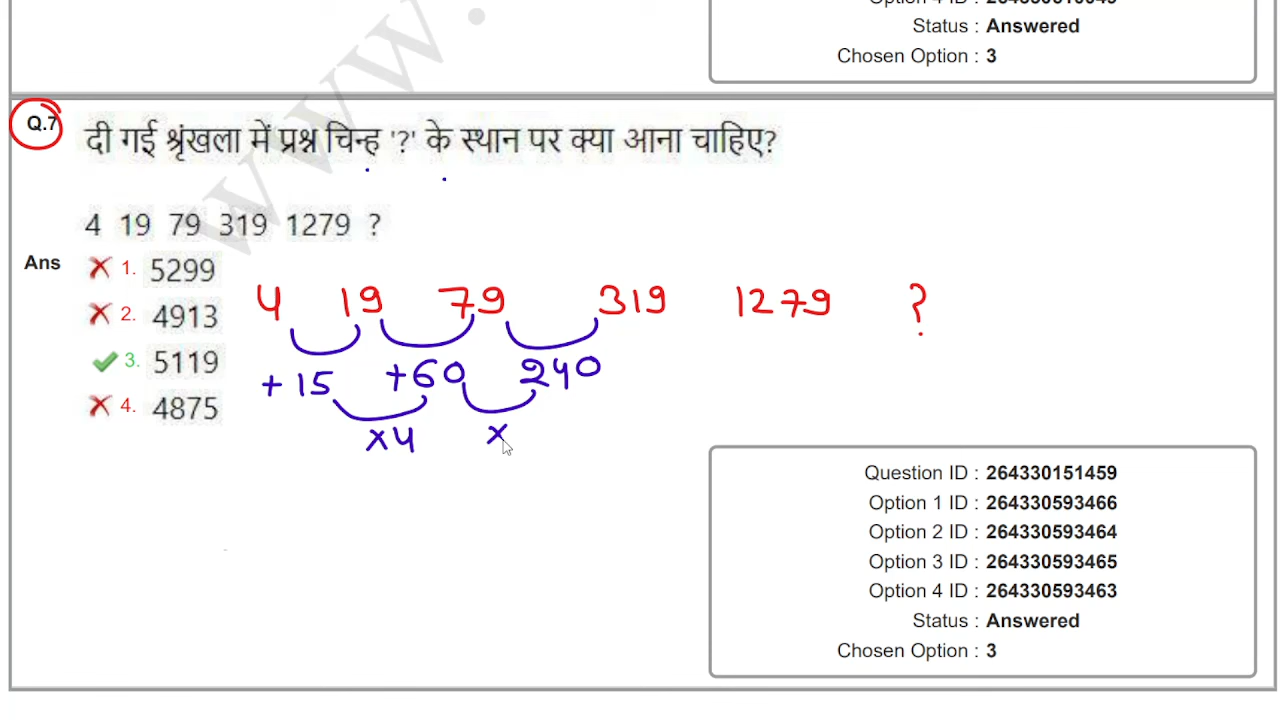 Status : Answered
Chosen Option : 3
www.
Q.7
दी गई श्रृंखला में प्रश्न चिन्ह '?' के स्थान पर क्या आना चाहिए?
4 19 79 319 1279 ?
Ans
1. 5299
2. 4913
3. 5119
4. 4875
4 19 79 319 1279 ?
+15 +60 240
×4 ×
Question ID : 264330151459
Option 1 ID : 264330593466
Option 2 ID : 264330593464
Option 3 ID : 264330593465
Option 4 ID : 264330593463
Status : Answered
Chosen Option : 3